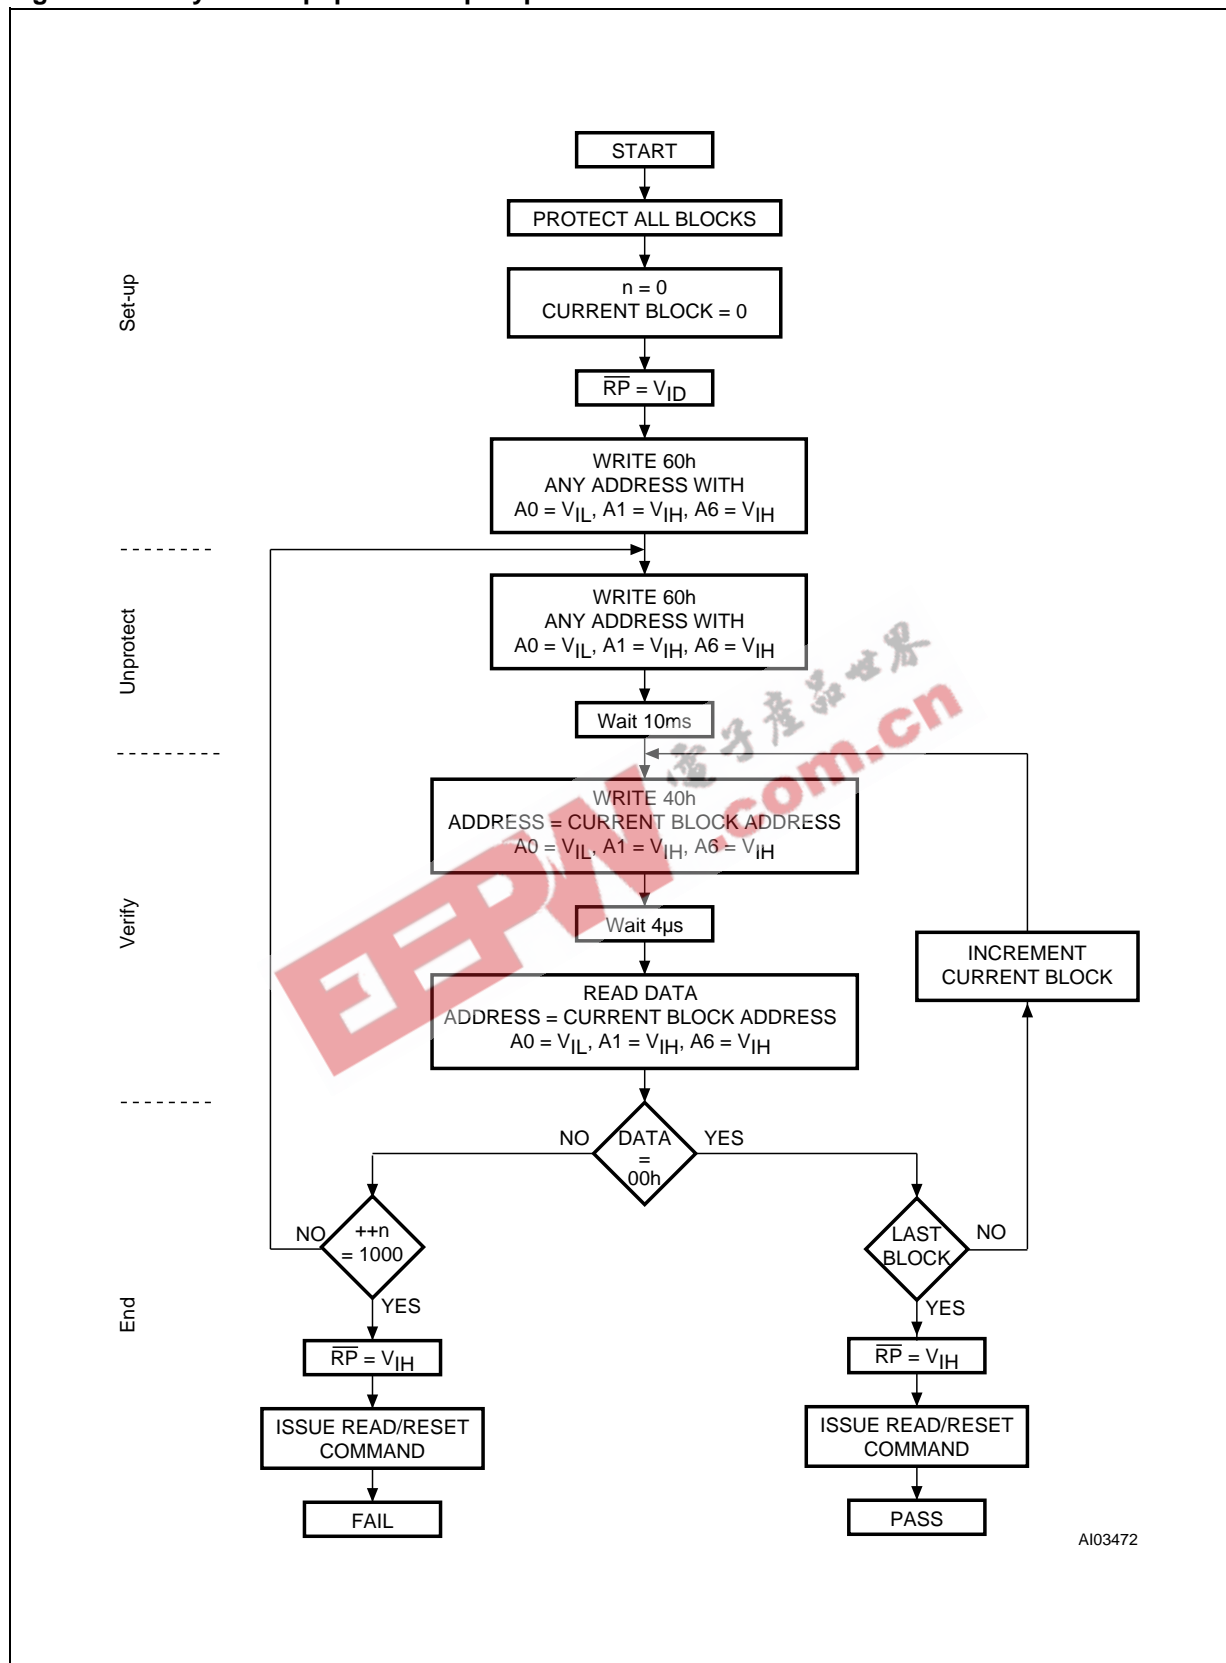 START
PROTECT ALL BLOCKS
Set-up
n = 0
CURRENT BLOCK = 0
RP = VID
WRITE 60h
ANY ADDRESS WITH
A0 = VIL, A1 = VIH, A6 = VIH
Unprotect
WRITE 60h
ANY ADDRESS WITH
A0 = VIL, A1 = VIH, A6 = VIH
Wait 10ms
電子產品世界
EEPW.com.cn
Verify
WRITE 40h
ADDRESS = CURRENT BLOCK ADDRESS
A0 = VIL, A1 = VIH, A6 = VIH
Wait 4µs
INCREMENT
CURRENT BLOCK
READ DATA
ADDRESS = CURRENT BLOCK ADDRESS
A0 = VIL, A1 = VIH, A6 = VIH
End
NO
DATA
=
00h
YES
NO
++n
= 1000
LAST
BLOCK
NO
YES
YES
RP = VIH
RP = VIH
ISSUE READ/RESET
COMMAND
ISSUE READ/RESET
COMMAND
FAIL
PASS
AI03472